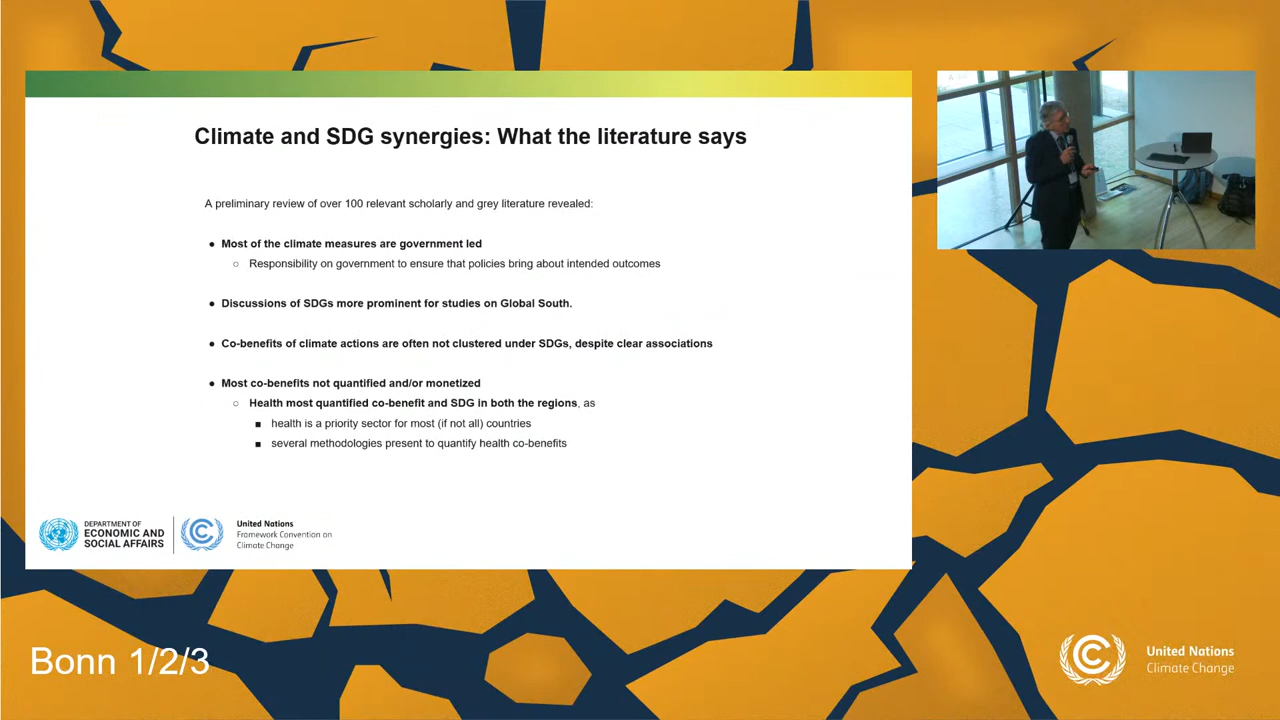 Climate and SDG synergies: What the literature says
A preliminary review of over 100 relevant scholarly and grey literature revealed:
● Most of the climate measures are government led
○ Responsibility on government to ensure that policies bring about intended outcomes
● Discussions of SDGs more prominent for studies on Global South.
● Co-benefits of climate actions are often not clustered under SDGs, despite clear associations
● Most co-benefits not quantified and/or monetized
○ Health most quantified co-benefit and SDG in both the regions, as
■ health is a priority sector for most (if not all) countries
■ several methodologies present to quantify health co-benefits
DEPARTMENT OF
ECONOMIC AND
SOCIAL AFFAIRS
United Nations
Framework Convention on
Climate Change
Bonn 1/2/3
United Nations
Climate Change